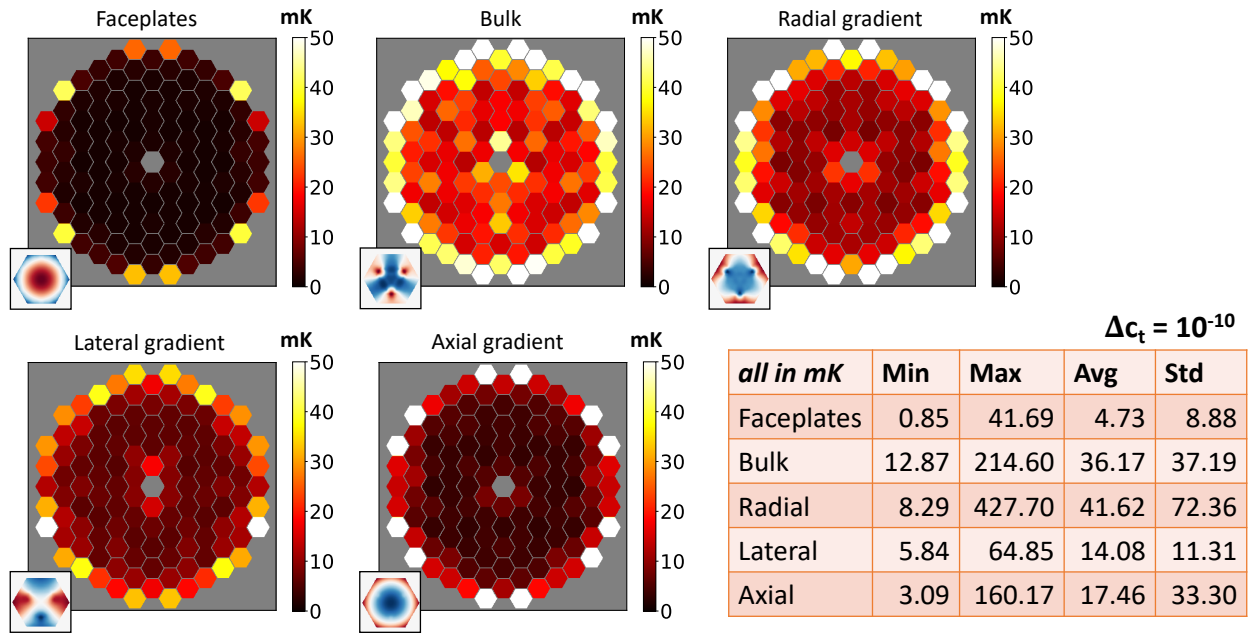 Faceplates
mK
50
40
30
20
10
0
Bulk
mK
50
40
30
20
10
0
Radial gradient
mK
50
40
30
20
10
0
Lateral gradient
mK
50
40
30
20
10
0
Axial gradient
mK
50
40
30
20
10
0
Δcₜ = 10⁻¹⁰
all in mK Min Max Avg Std
Faceplates 0.85 41.69 4.73 8.88
Bulk 12.87 214.60 36.17 37.19
Radial 8.29 427.70 41.62 72.36
Lateral 5.84 64.85 14.08 11.31
Axial 3.09 160.17 17.46 33.30